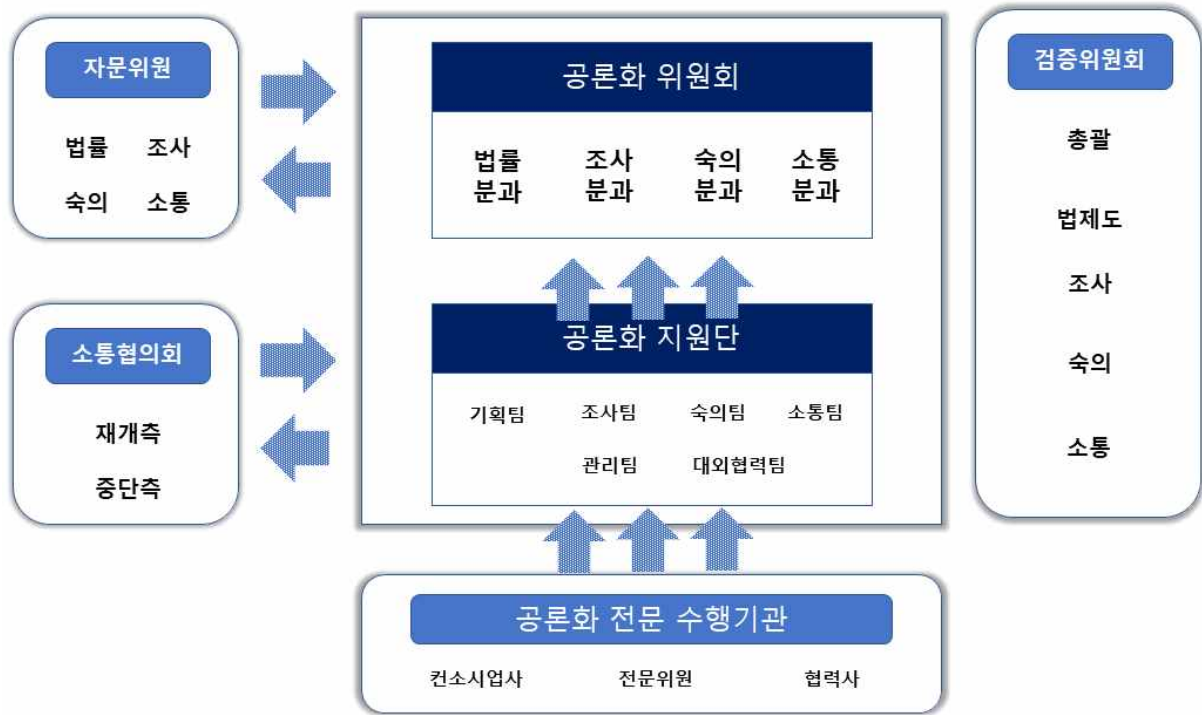 자문위원
법률 조사
숙의 소통
소통협의회
재개측
중단측
공론화 위원회
법률 조사 숙의 소통
분과 분과 분과 분과
공론화 지원단
기획팀 조사팀 숙의팀 소통팀
관리팀 대외협력팀
공론화 전문 수행기관
컨소시업사 전문위원 협력사
검증위원회
총괄
법제도
조사
숙의
소통